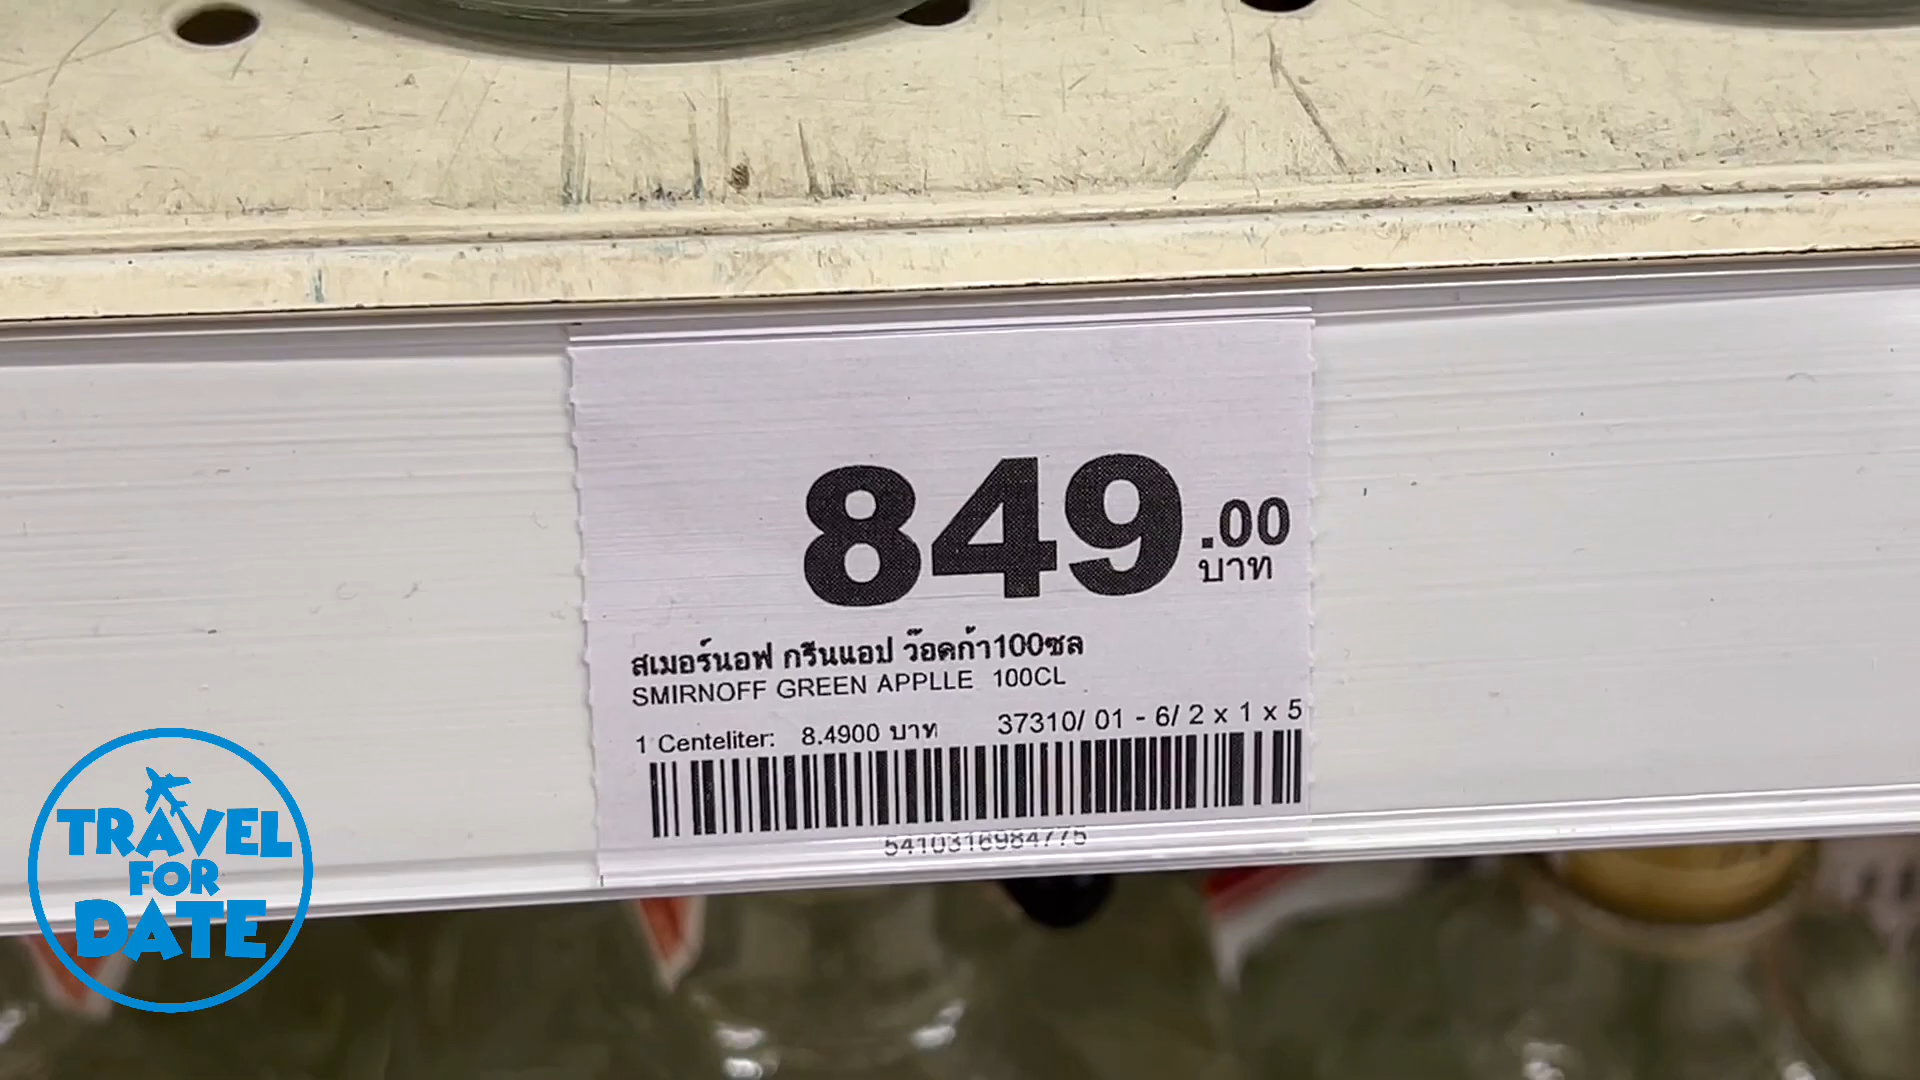 849.00
บาท
สเมอร์นอฟ กรีนแอป ว๊อดก้า100ซล
SMIRNOFF GREEN APPLLE 100CL
1 Centeliter: 8.4900 บาท 37310/ 01 - 6/ 2 x 1 x 5
5410316984775
TRAVEL
FOR
DATE